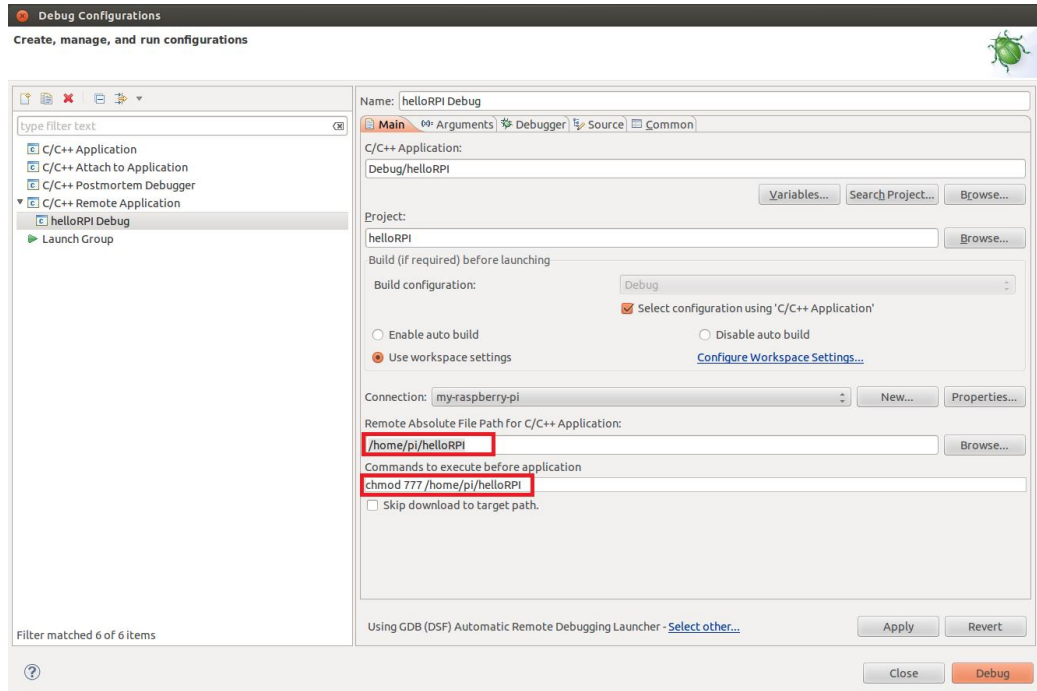 Debug Configurations
Create, manage, and run configurations
type filter text
C/C++ Application
C/C++ Attach to Application
C/C++ Postmortem Debugger
C/C++ Remote Application
helloRPI Debug
Launch Group
Filter matched 6 of 6 items
Name: helloRPI Debug
Main (x)= Arguments Debugger Source Common
C/C++ Application:
Debug/helloRPI
Variables... Search Project... Browse...
Project:
helloRPI Browse...
Build (if required) before launching
Build configuration: Debug
Select configuration using 'C/C++ Application'
Enable auto build Disable auto build
Use workspace settings Configure Workspace Settings...
Connection: my-raspberry-pi New... Properties...
Remote Absolute File Path for C/C++ Application:
/home/pi/helloRPI Browse...
Commands to execute before application
chmod 777 /home/pi/helloRPI
Skip download to target path.
Using GDB (DSF) Automatic Remote Debugging Launcher - Select other... Apply Revert
? Close Debug